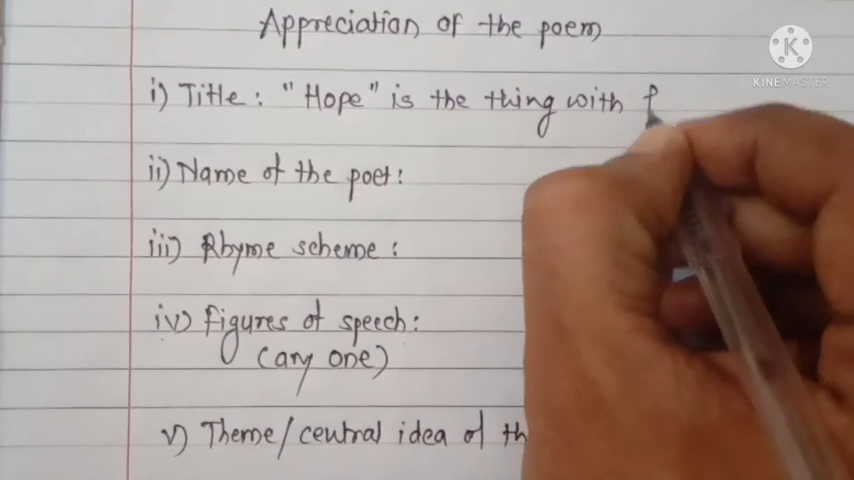 Appreciation of the poem
K
KINEMASTER
i) Title: "Hope" is the thing with f
ii) Name of the poet:
iii) Rhyme scheme:
iv) Figures of speech:
(any one)
v) Theme/central idea of th